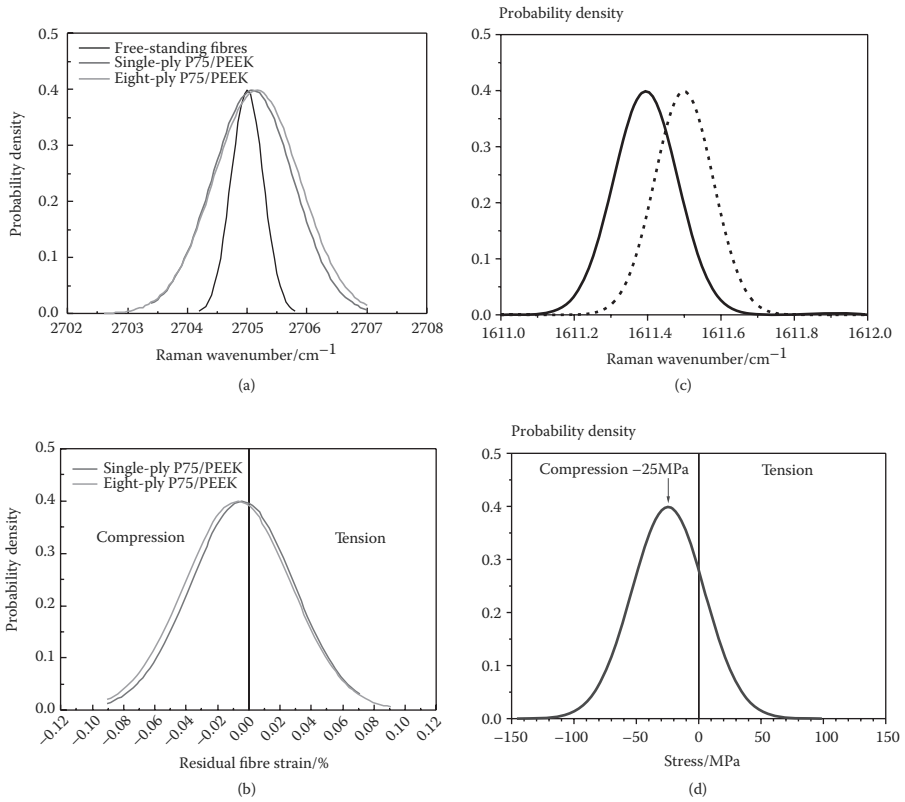 0.5
0.4
0.3
0.2
0.1
0.0
Probability density
Free-standing fibres
Single-ply P75/PEEK
Eight-ply P75/PEEK
2702 2703 2704 2705 2706 2707 2708
Raman wavenumber/cm−1
(a)
Probability density
0.5
0.4
0.3
0.2
0.1
0.0
1611.0 1611.2 1611.4 1611.6 1611.8 1612.0
Raman wavenumber/cm−1
(c)
0.5
0.4
0.3
0.2
0.1
0.0
Probability density
Single-ply P75/PEEK
Eight-ply P75/PEEK
Compression Tension
−0.12 −0.10 −0.08 −0.06 −0.04 −0.02 0.00 0.02 0.04 0.06 0.08 0.10 0.12
Residual fibre strain/%
(b)
Probability density
0.5
0.4
0.3
0.2
0.1
0.0
Compression −25MPa Tension
−150 −100 −50 0 50 100 150
Stress/MPa
(d)